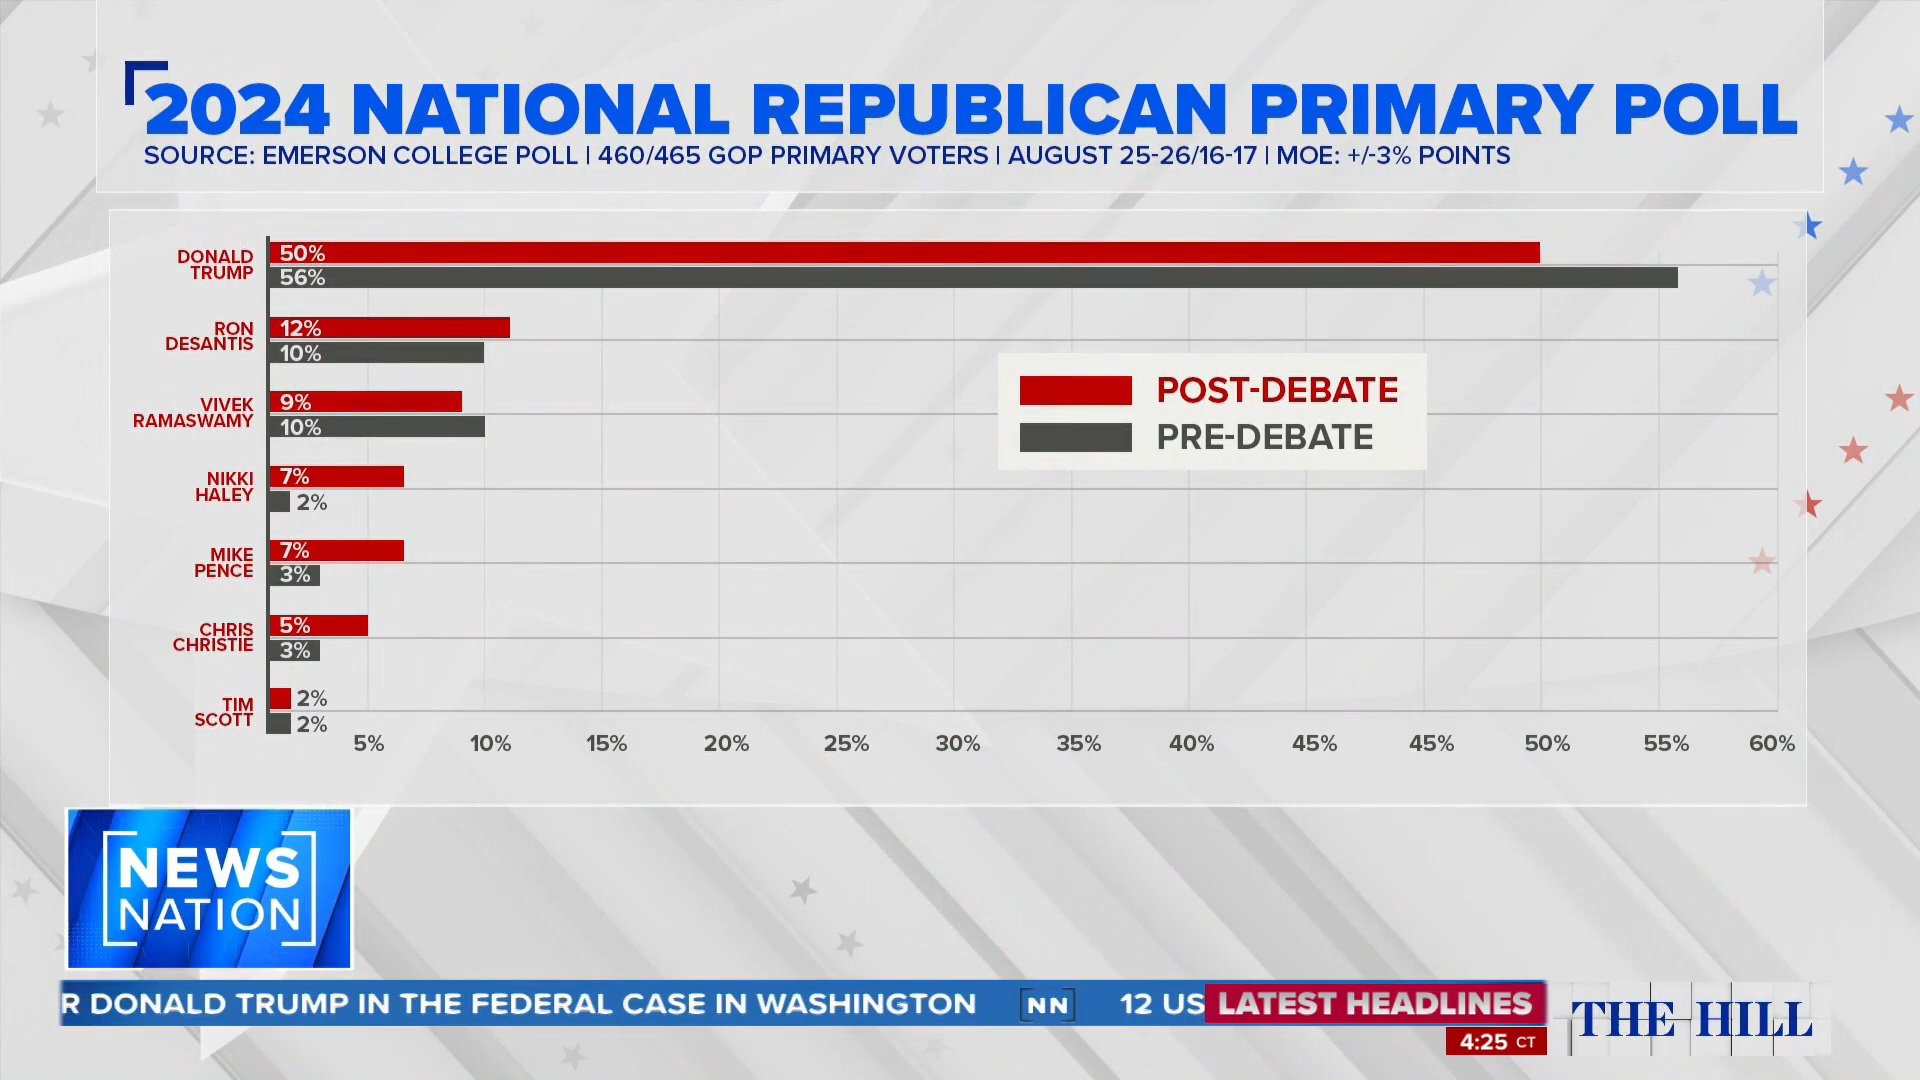 2024 NATIONAL REPUBLICAN PRIMARY POLL
SOURCE: EMERSON COLLEGE POLL | 460/465 GOP PRIMARY VOTERS | AUGUST 25-26/16-17 | MOE: +/-3% POINTS
DONALD
TRUMP
50%
56%
RON
DESANTIS
12%
10%
VIVEK
RAMASWAMY
9%
10%
POST-DEBATE
PRE-DEBATE
NIKKI
HALEY
7%
2%
MIKE
PENCE
7%
3%
CHRIS
CHRISTIE
5%
3%
TIM
SCOTT
2%
2%
5% 10% 15% 20% 25% 30% 35% 40% 45% 45% 50% 55% 60%
NEWS
NATION
R DONALD TRUMP IN THE FEDERAL CASE IN WASHINGTON NN 12 US
LATEST HEADLINES
THE HILL
4:25 CT